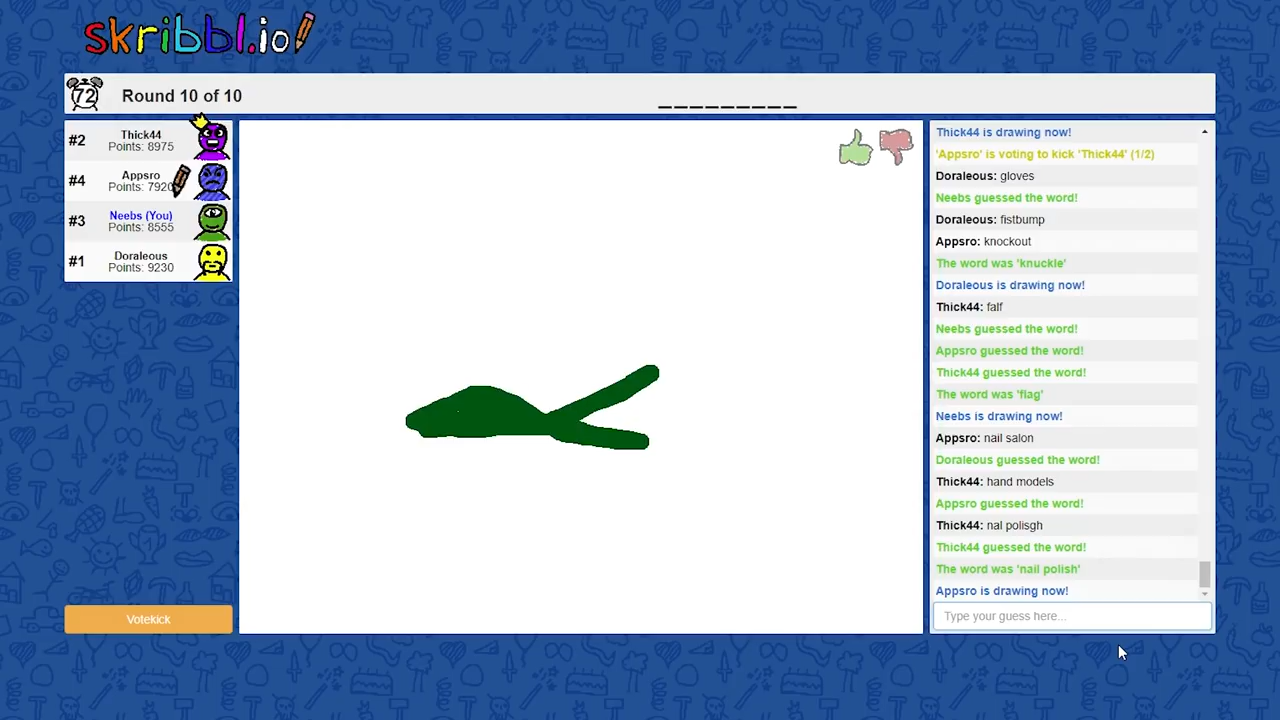 skribbl.io
72
Round 10 of 10
_ _ _ _ _ _ _ _ _
#2
Thick44
Points: 8975
#4
Appsro
Points: 7920
#3
Neebs (You)
Points: 8555
#1
Doraleous
Points: 9230
Votekick
Thick44 is drawing now!
'Appsro' is voting to kick 'Thick44' (1/2)
Doraleous: gloves
Neebs guessed the word!
Doraleous: fistbump
Appsro: knockout
The word was 'knuckle'
Doraleous is drawing now!
Thick44: falf
Neebs guessed the word!
Appsro guessed the word!
Thick44 guessed the word!
The word was 'flag'
Neebs is drawing now!
Appsro: nail salon
Doraleous guessed the word!
Thick44: hand models
Appsro guessed the word!
Thick44: nal polisgh
Thick44 guessed the word!
The word was 'nail polish'
Appsro is drawing now!
Type your guess here...